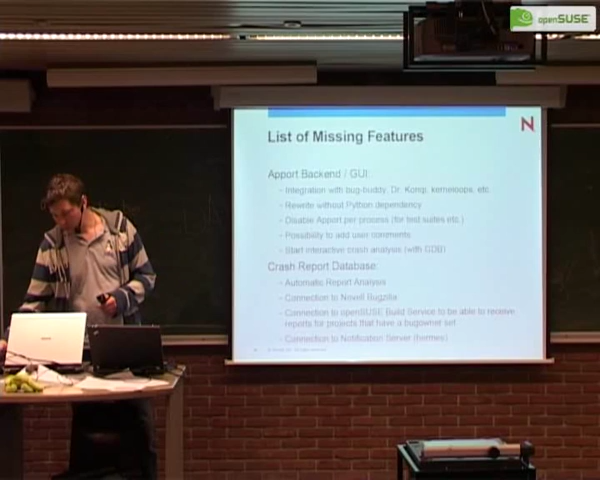 openSUSE
List of Missing Features
N
Apport Backend / GUI:
- Integration with bug-buddy, Dr. Konqi, kerneloops, etc.
- Rewrite without Python dependency
- Disable Apport per process (for test suites etc.)
- Possibility to add user comments
- Start interactive crash analysis (with GDB)
Crash Report Database:
- Automatic Report Analysis
- Connection to Novell Bugzilla
- Connection to openSUSE Build Service to be able to receive
reports for projects that have a bugowner set
- Connection to Notification Server (hermes)